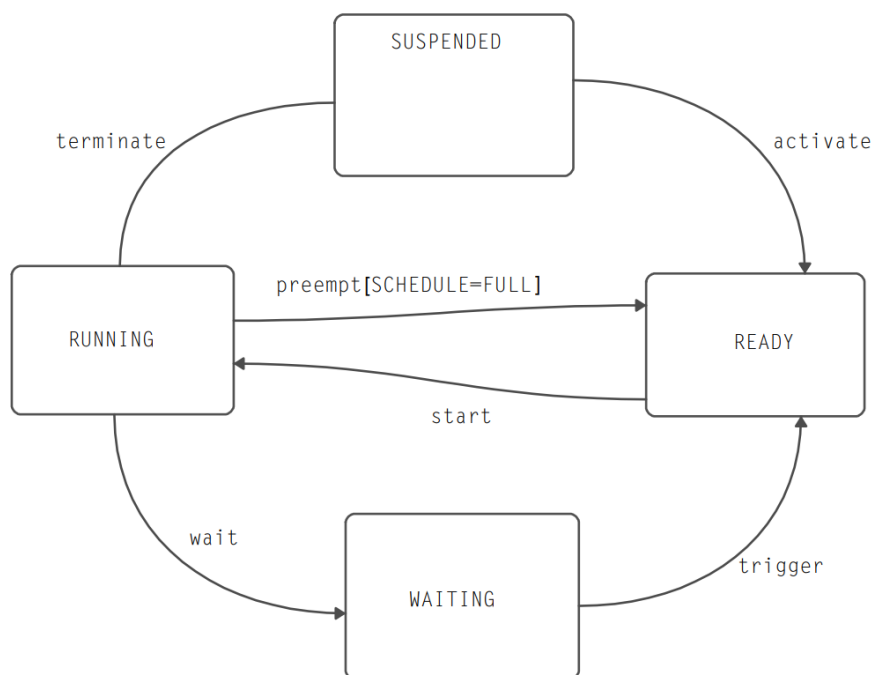 SUSPENDED
terminate
activate
preempt[SCHEDULE=FULL]
RUNNING
READY
start
wait
trigger
WAITING